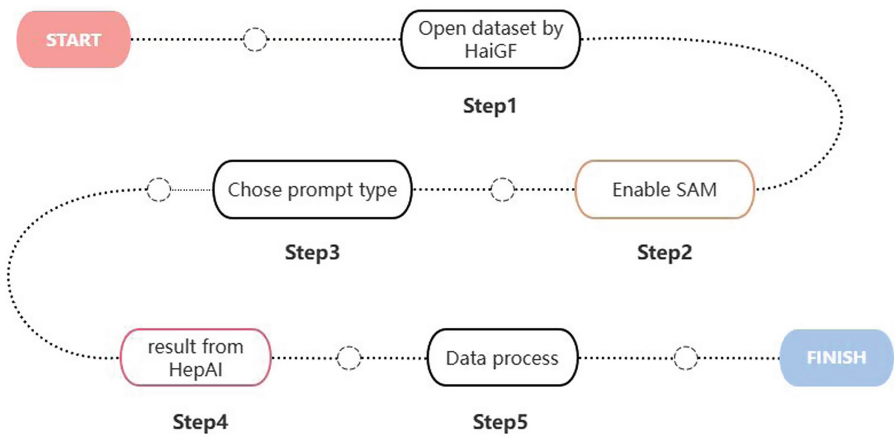 START
Open dataset by
HaiGF
Step1
Chose prompt type
Enable SAM
Step3
Step2
result from
HepAI
Data process
FINISH
Step4
Step5